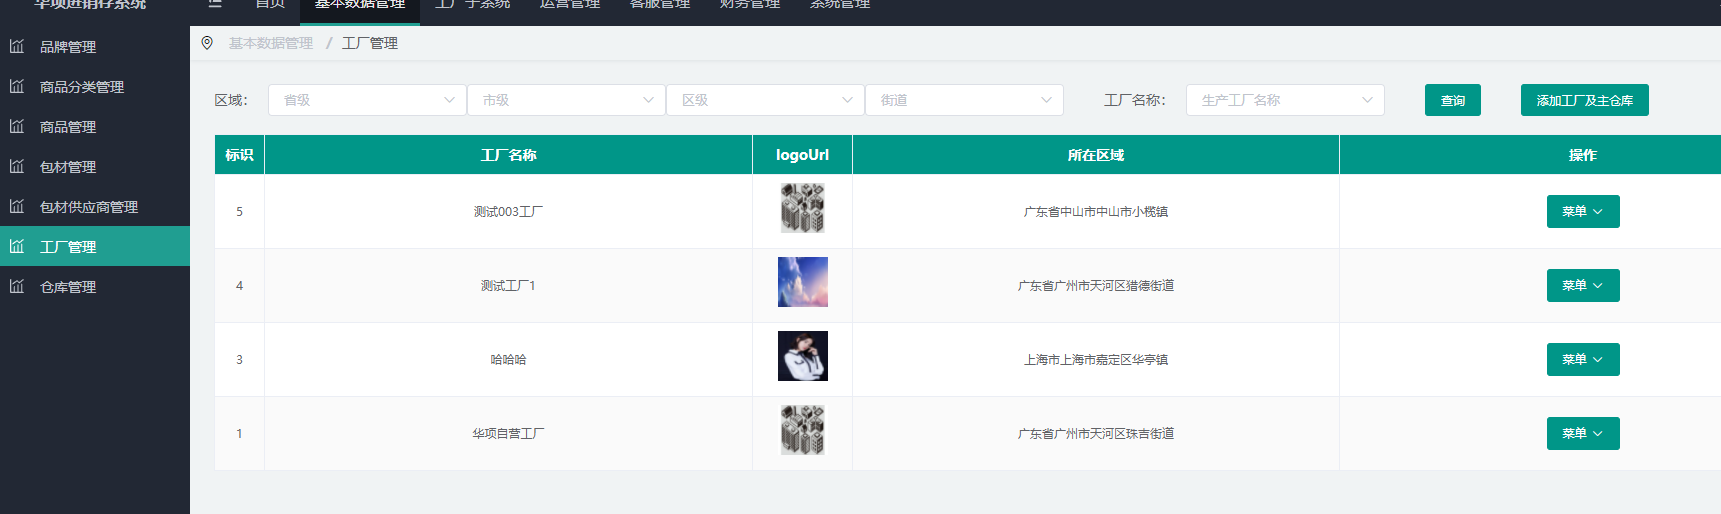 华项进销存系统
首页 基本数据管理 工厂子系统 运营管理 客服管理 财务管理 系统管理
品牌管理
商品分类管理
商品管理
包材管理
包材供应商管理
工厂管理
仓库管理
基本数据管理 / 工厂管理
区域： 省级 市级 区级 街道 工厂名称： 生产工厂名称 查询 添加工厂及主仓库
标识 工厂名称 logoUrl 所在区域 操作
5 测试003工厂 广东省中山市中山市小榄镇 菜单
4 测试工厂1 广东省广州市天河区猎德街道 菜单
3 哈哈哈 上海市上海市嘉定区华亭镇 菜单
1 华项自营工厂 广东省广州市天河区珠吉街道 菜单